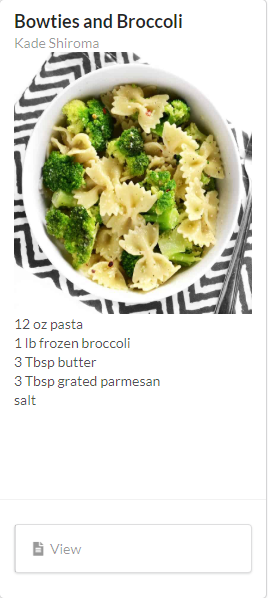 Bowties and Broccoli
Kade Shiroma
12 oz pasta
1 lb frozen broccoli
3 Tbsp butter
3 Tbsp grated parmesan
salt
View